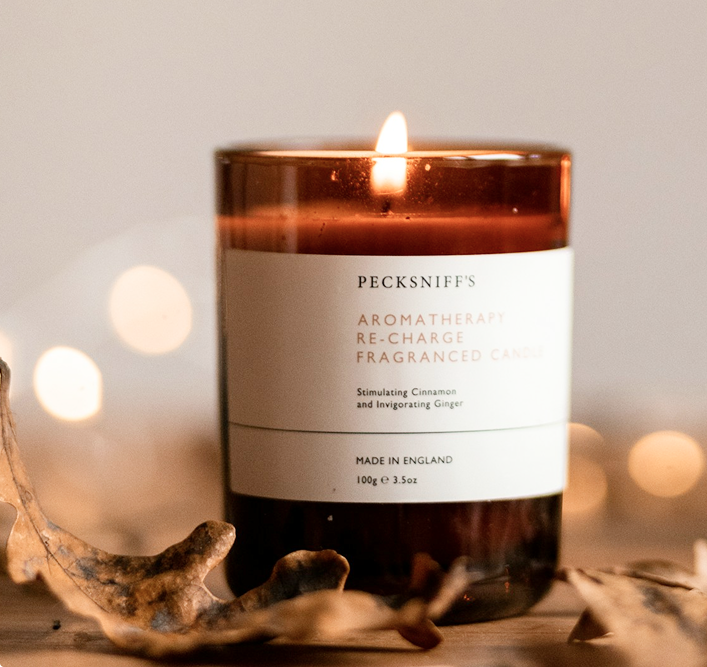 PECKSNIFF'S
AROMATHERAPY
RE-CHARGE
FRAGRANCED CANDLE
Stimulating Cinnamon
and Invigorating Ginger
MADE IN ENGLAND
100g ℮ 3.5oz